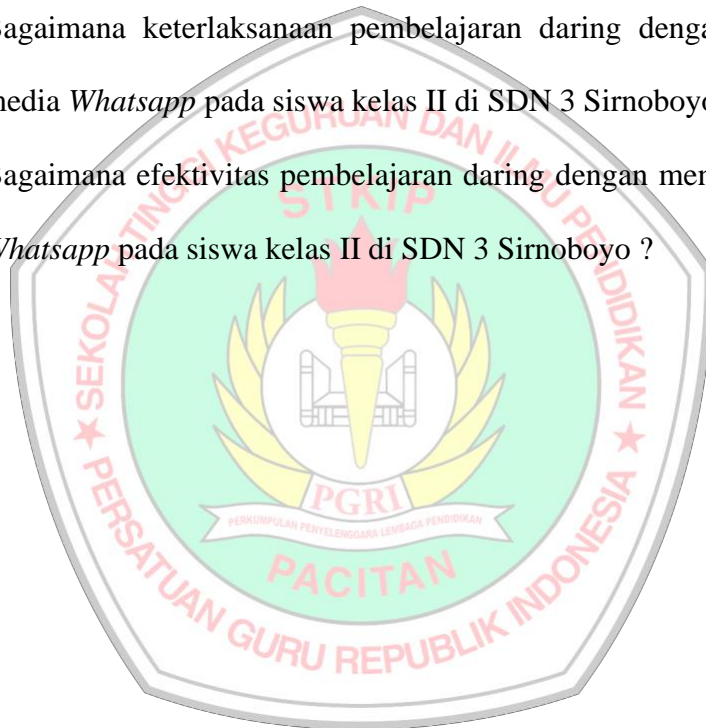 Bagaimana keterlaksanaan pembelajaran daring
media Whatsapp pada siswa kelas II di SDN 3 Sirnoboyo
Bagaimana efektivitas pembelajaran daring dengan
Whatsapp pada siswa kelas II di SDN 3 Sirnoboyo ?
SEKOLAH TINGGI KEGURUAN DAN ILMU PENDIDIKAN
STKIP
PGRI
PERKUMPULAN PENYELENGGARA LEMBAGA PENDIDIKAN
PACITAN
★ PERSATUAN GURU REPUBLIK INDONESIA ★